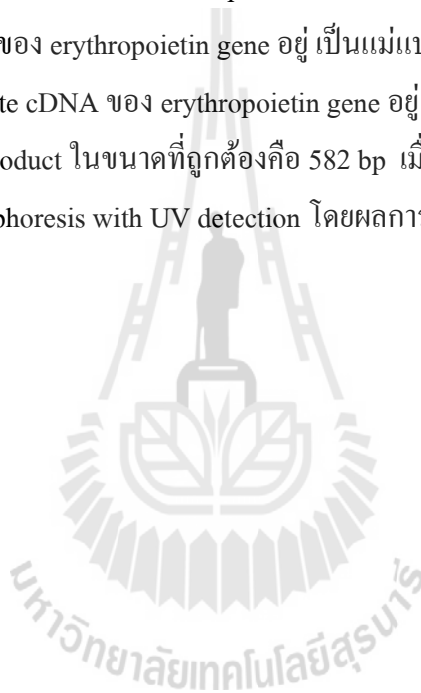 ของ erythropoietin gene อยู่ เป็นแม่แบ
te cDNA ของ erythropoietin gene อยู่
oduct ในขนาดที่ถูกต้องคือ 582 bp เมื่
phoresis with UV detection โดยผลการ
มหาวิทยาลัยเทคโนโลยีสุรนารี